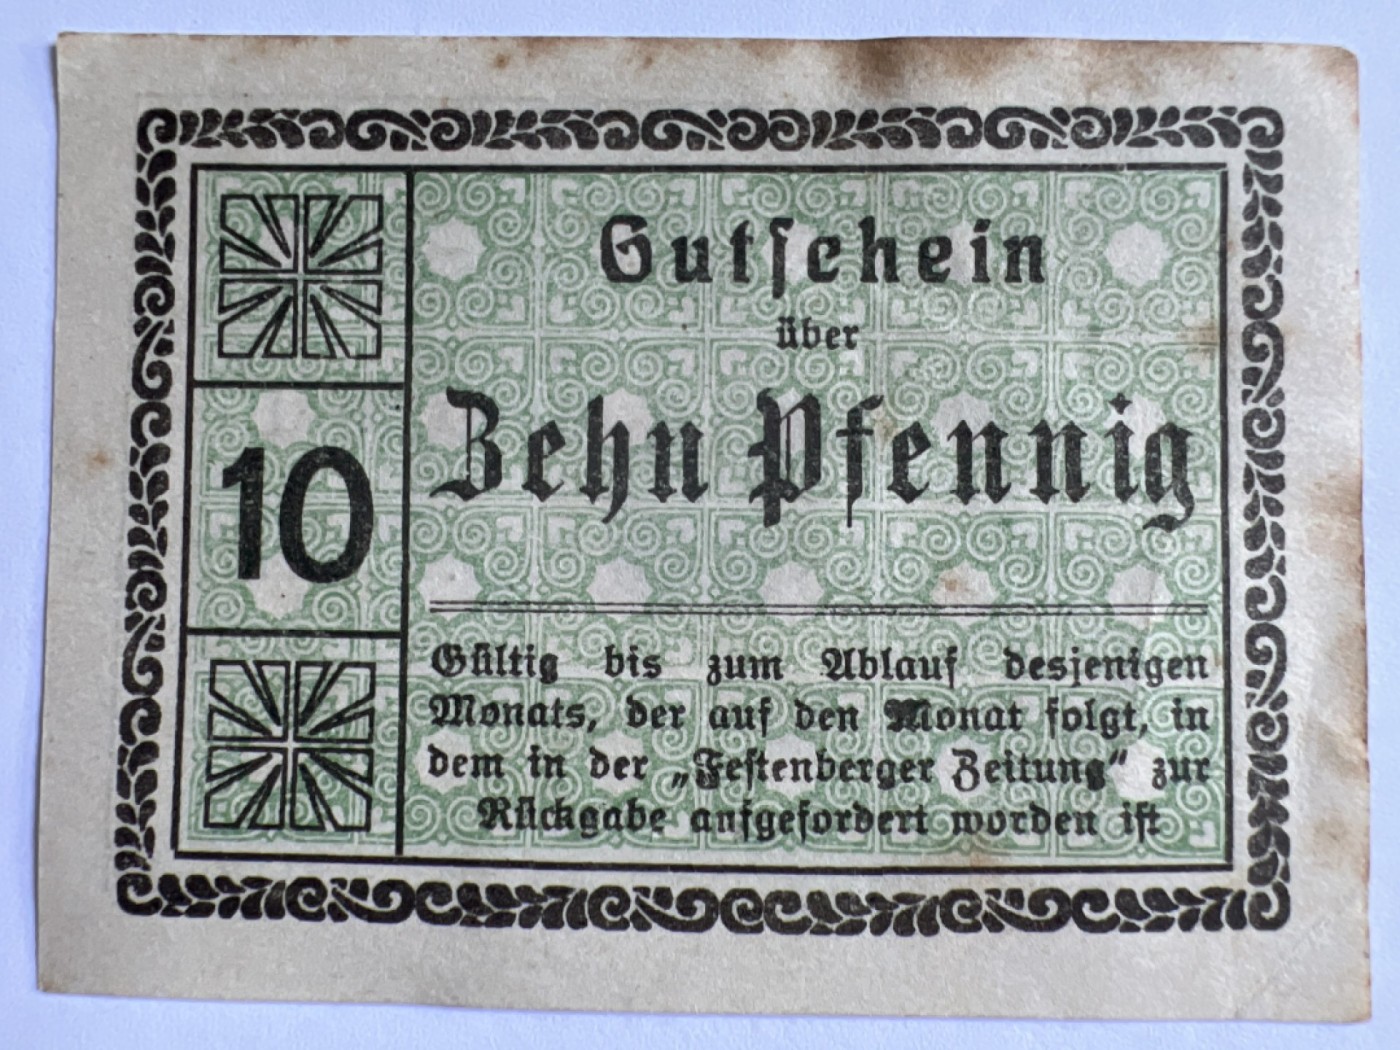 Gutschein
über
Zehn Pfennig
10
Gültig bis zum Ablauf desjenigen
Monats, der auf den Monat folgt, in
dem in der „Festenberger Zeitung“ zur
Rückgabe aufgefordert worden ist